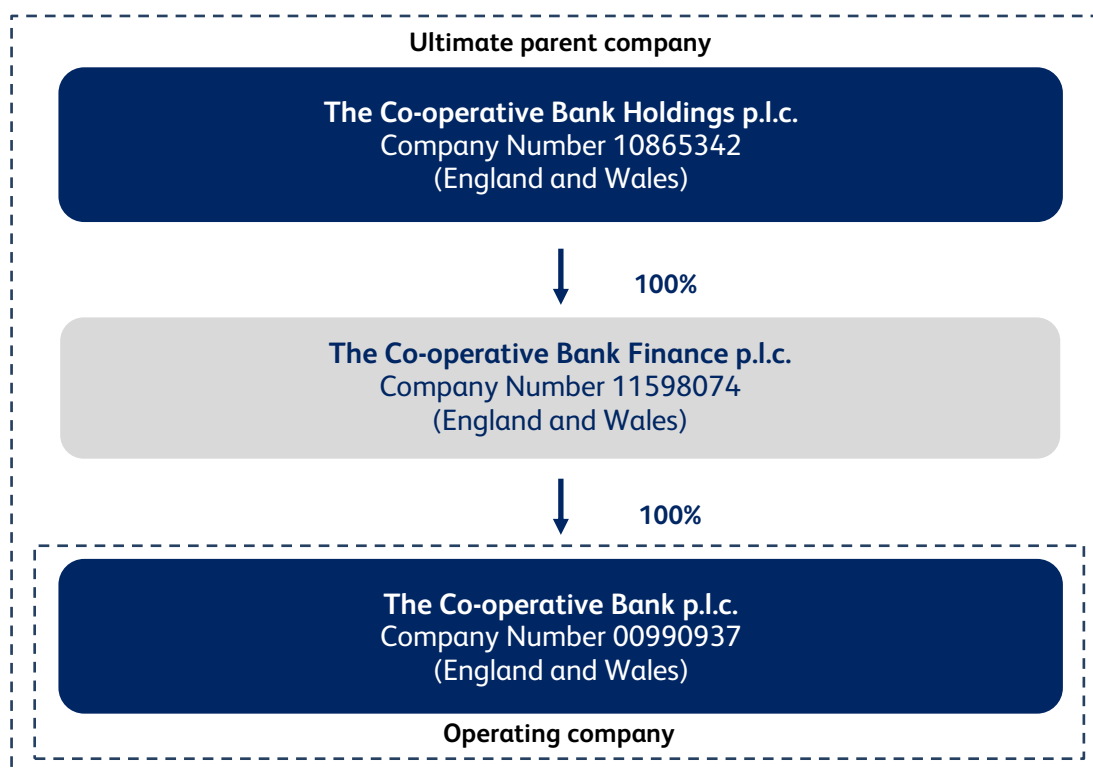 Ultimate parent company
The Co-operative Bank Holdings p.l.c.
Company Number 10865342
(England and Wales)
100%
The Co-operative Bank Finance p.l.c.
Company Number 11598074
(England and Wales)
100%
The Co-operative Bank p.l.c.
Company Number 00990937
(England and Wales)
Operating company